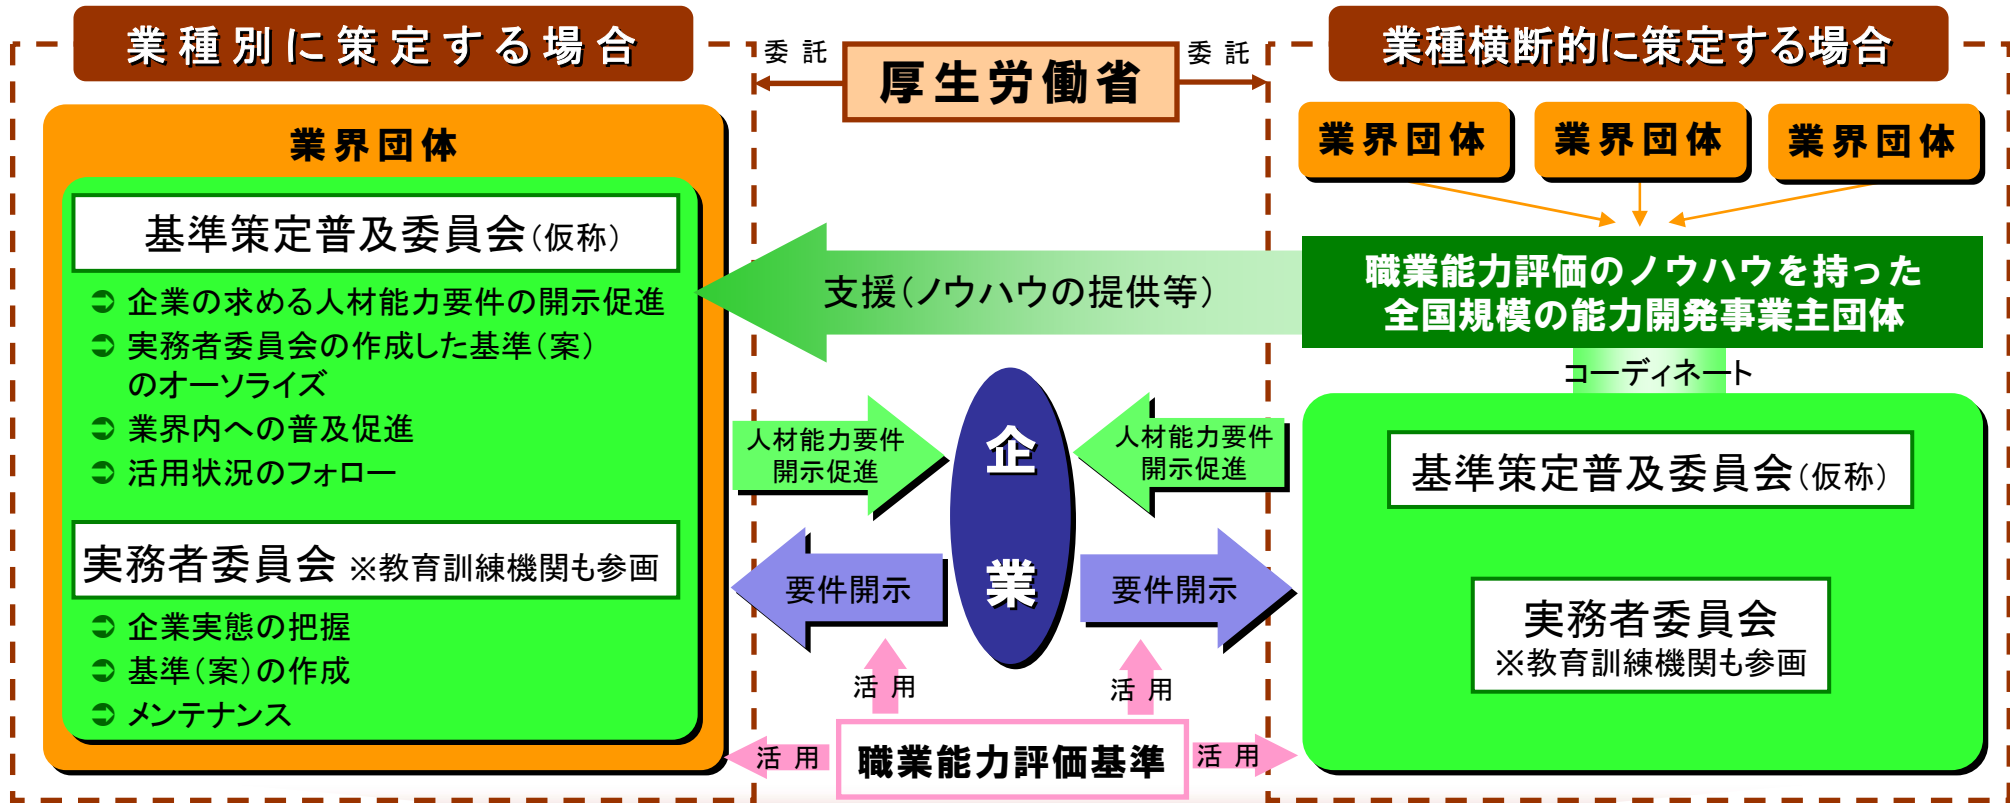 業種別に策定する場合
業界団体
基準策定普及委員会(仮称)
➲ 企業の求める人材能力要件の開示促進
➲ 実務者委員会の作成した基準(案)
のオーソライズ
➲ 業界内への普及促進
➲ 活用状況のフォロー
実務者委員会 ※教育訓練機関も参画
➲ 企業実態の把握
➲ 基準(案)の作成
➲ メンテナンス
委託
厚生労働省
委託
支援(ノウハウの提供等)
人材能力要件
開示促進
企業
人材能力要件
開示促進
要件開示
要件開示
活用
活用
活用
職業能力評価基準
活用
業種横断的に策定する場合
業界団体
業界団体
業界団体
職業能力評価のノウハウを持った
全国規模の能力開発事業主団体
コーディネート
基準策定普及委員会(仮称)
実務者委員会
※教育訓練機関も参画